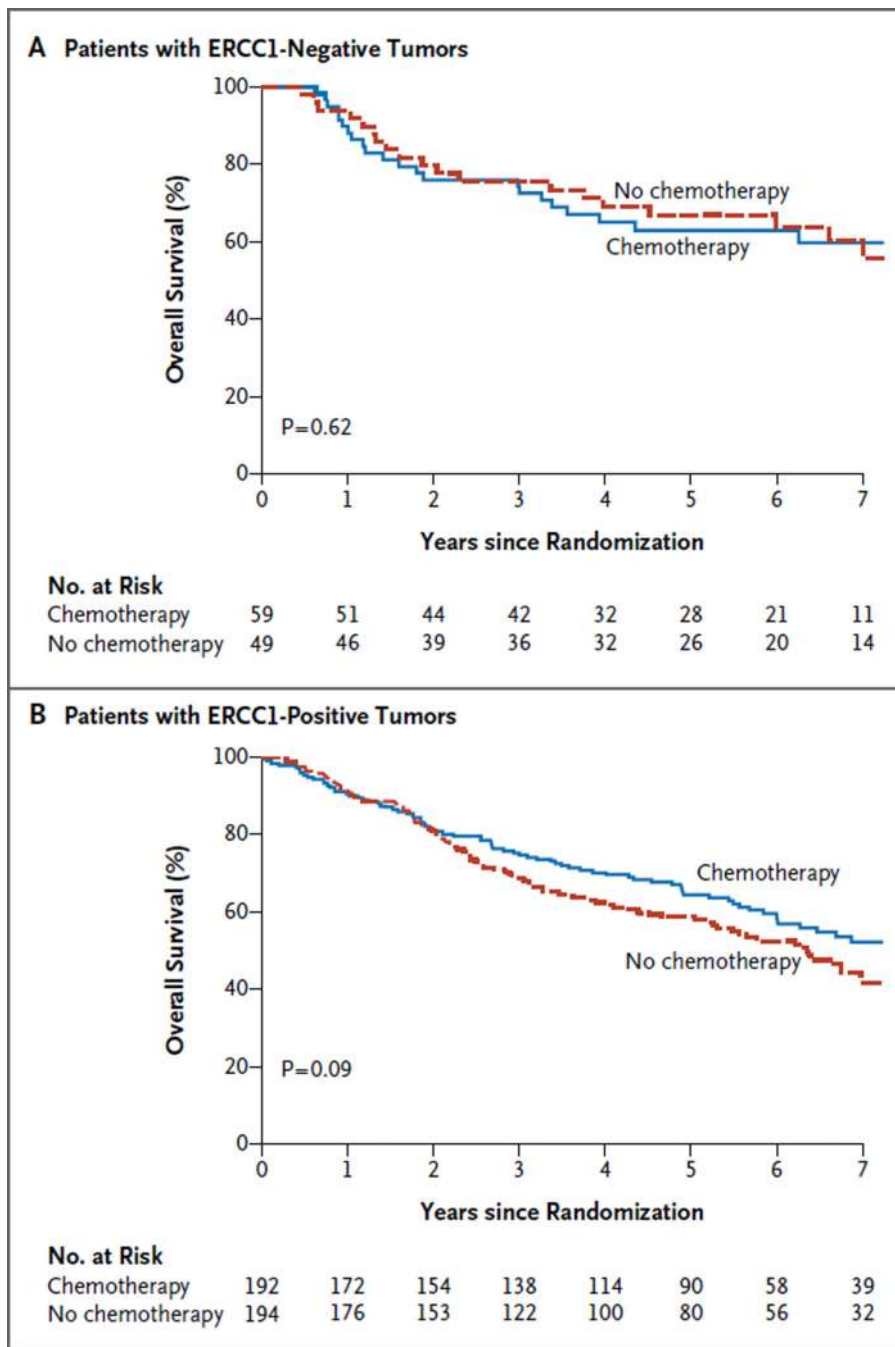 A Patients with ERCC1-Negative Tumors
100
80
60
40
20
0
Overall Survival (%)
No chemotherapy
Chemotherapy
P=0.62
0 1 2 3 4 5 6 7
Years since Randomization
No. at Risk
Chemotherapy 59 51 44 42 32 28 21 11
No chemotherapy 49 46 39 36 32 26 20 14
B Patients with ERCC1-Positive Tumors
100
80
60
40
20
0
Overall Survival (%)
Chemotherapy
No chemotherapy
P=0.09
0 1 2 3 4 5 6 7
Years since Randomization
No. at Risk
Chemotherapy 192 172 154 138 114 90 58 39
No chemotherapy 194 176 153 122 100 80 56 32